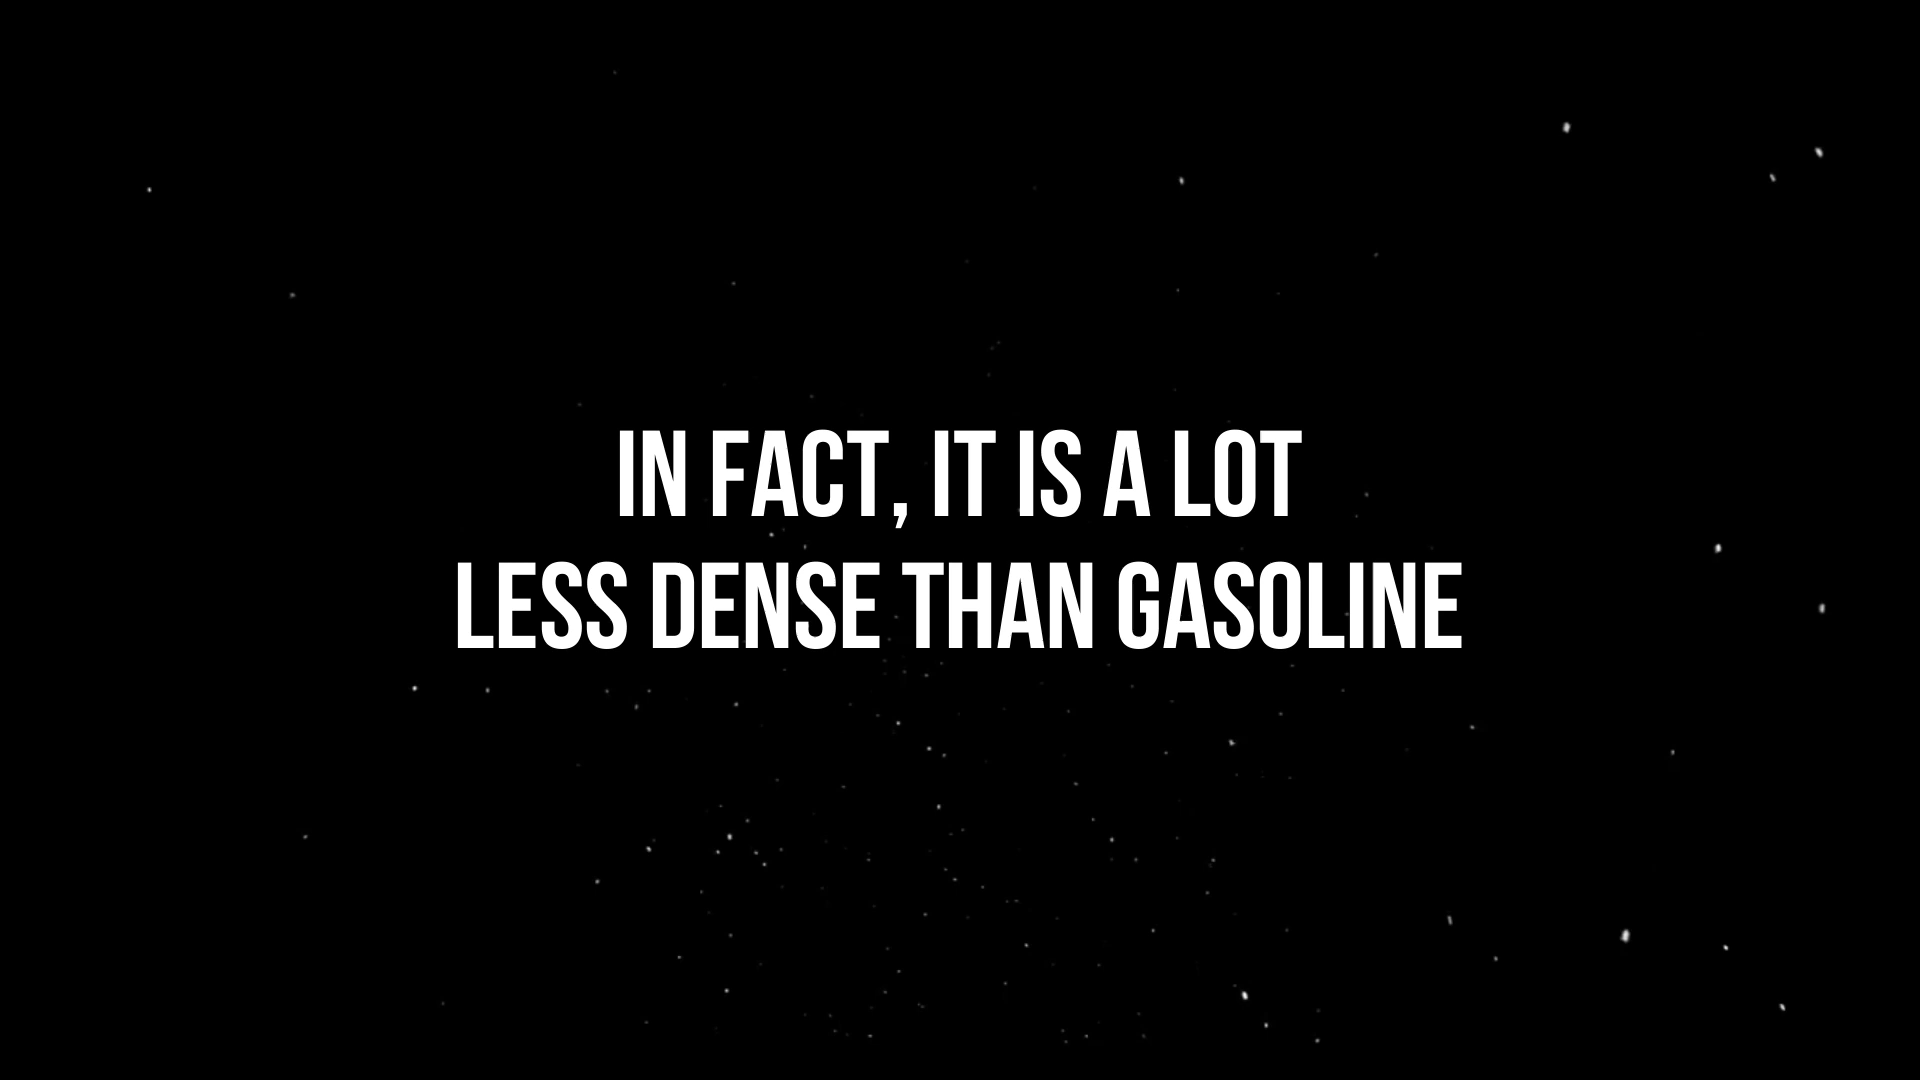 IN FACT, IT IS A LOT
LESS DENSE THAN GASOLINE